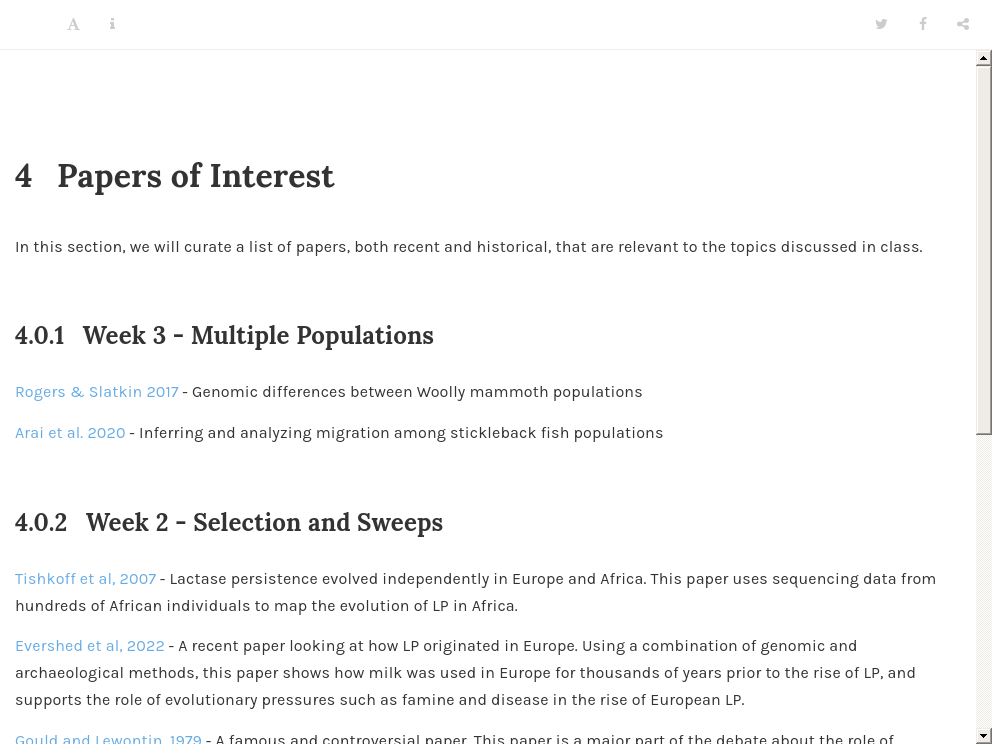 4 Papers of Interest
In this section, we will curate a list of papers, both recent and historical, that are relevant to the topics discussed in class.
4.0.1 Week 3 - Multiple Populations
Rogers & Slatkin 2017 - Genomic differences between Woolly mammoth populations
Arai et al. 2020 - Inferring and analyzing migration among stickleback fish populations
4.0.2 Week 2 - Selection and Sweeps
Tishkoff et al, 2007 - Lactase persistence evolved independently in Europe and Africa. This paper uses sequencing data from
hundreds of African individuals to map the evolution of LP in Africa.
Evershed et al, 2022 - A recent paper looking at how LP originated in Europe. Using a combination of genomic and
archaeological methods, this paper shows how milk was used in Europe for thousands of years prior to the rise of LP, and
supports the role of evolutionary pressures such as famine and disease in the rise of European LP.
Gould and Lewontin, 1979 - A famous and controversial paper. This paper is a major part of the debate about the role of